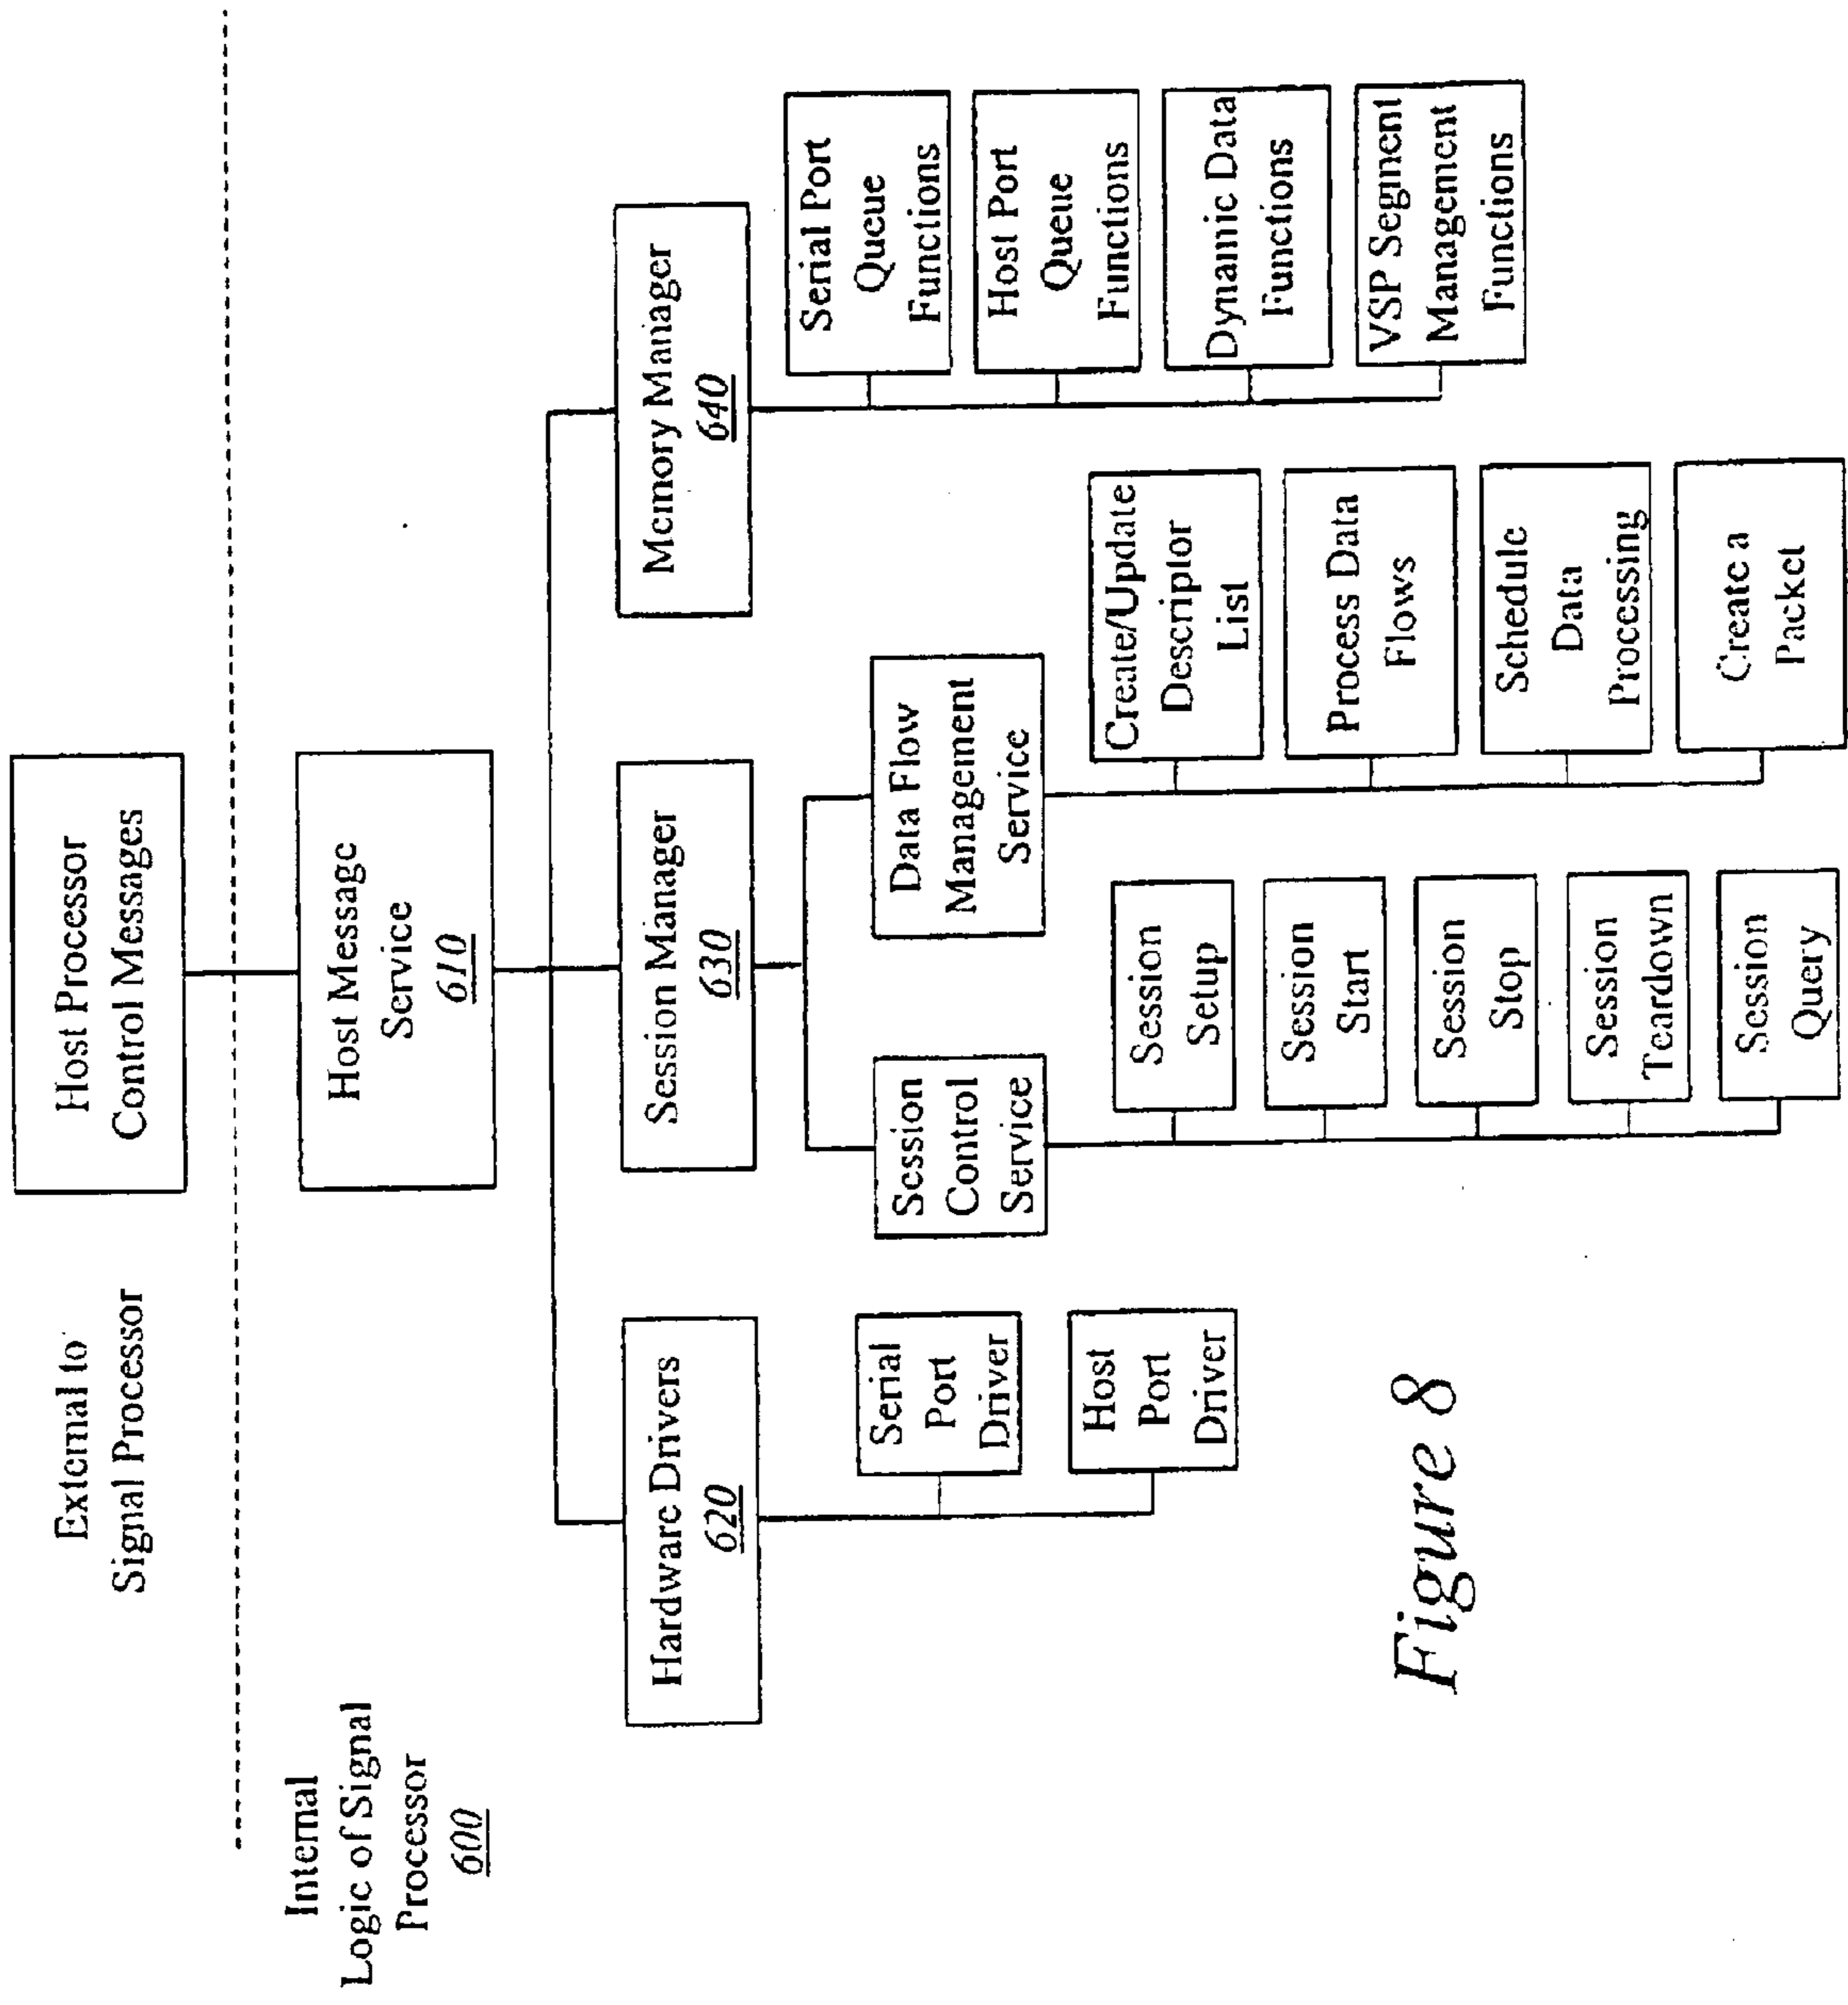 External to
Signal Processor
Host Processor
Control Messages
Internal
Logic of Signal
Processor
600
Host Message
Service
610
Hardware Drivers
620
Serial
Port
Driver
Host
Port
Driver
Session Manager
630
Session
Control
Service
Session
Setup
Session
Start
Session
Stop
Session
Teardown
Session
Query
Data Flow
Management
Service
Create/Update
Descriptor
List
Process Data
Flows
Schedule
Data
Processing
Create a
Packet
Memory Manager
640
Serial Port
Queue
Functions
Host Port
Queue
Functions
Dynamic Data
Functions
VSP Segment
Management
Functions
Figure 8